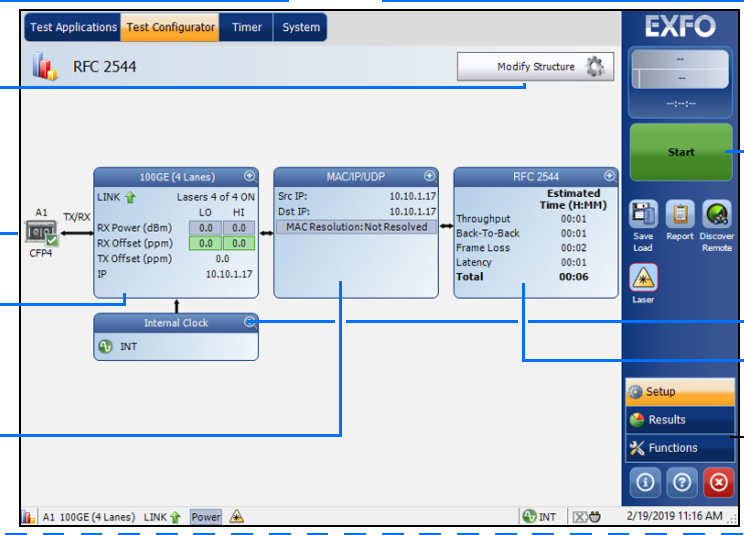 Test Applications Test Configurator Timer System
EXFO
RFC 2544
Modify Structure
--
--
--:--:--
Start
100GE (4 Lanes)
LINK Lasers 4 of 4 ON
LO HI
RX Power (dBm) 0.0 0.0
RX Offset (ppm) 0.0 0.0
TX Offset (ppm) 0.0
IP 10.10.1.17
A1
TX/RX
CFP4
MAC/IP/UDP
Src IP: 10.10.1.17
Dst IP: 10.10.1.17
MAC Resolution: Not Resolved
RFC 2544
Estimated
Time (H:MM)
Throughput 00:01
Back-To-Back 00:01
Frame Loss 00:02
Latency 00:01
Total 00:06
Internal Clock
INT
Save
Load
Report
Discover
Remote
Laser
Setup
Results
Functions
A1 100GE (4 Lanes) LINK Power INT 2/19/2019 11:16 AM